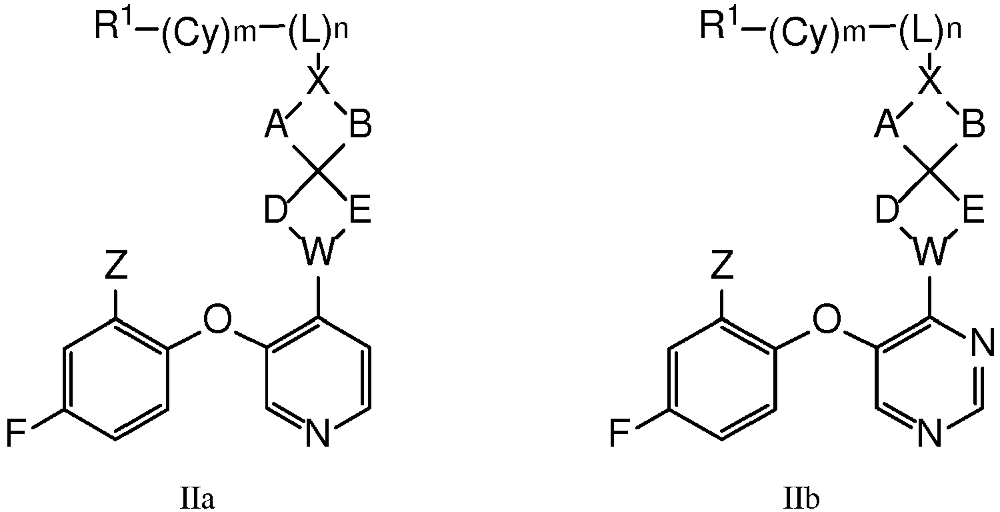 R¹–(Cy)m–(L)n R¹–(Cy)m–(L)n
X X
A B A B
D E D E
W W
Z Z
O O
N
F N F N
IIa IIb